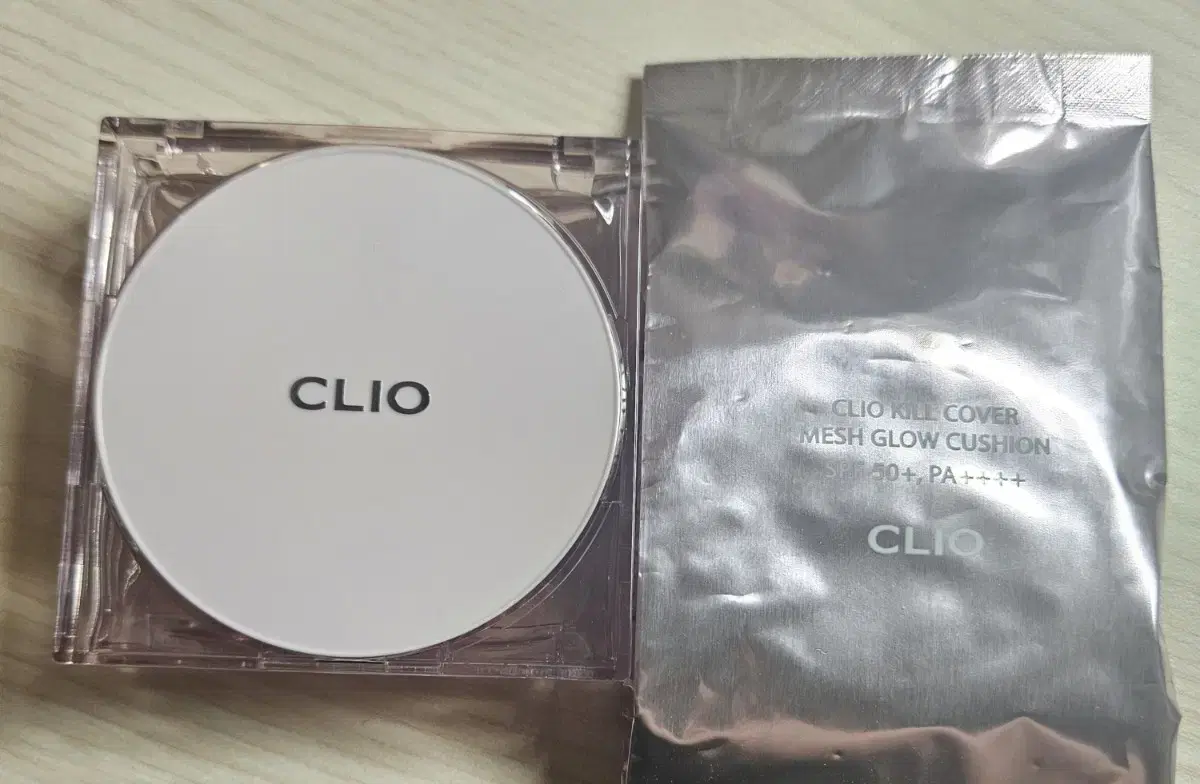 CLIO
CLIO KILL COVER
MESH GLOW CUSHION
SPF 50+, PA++++
CLIO